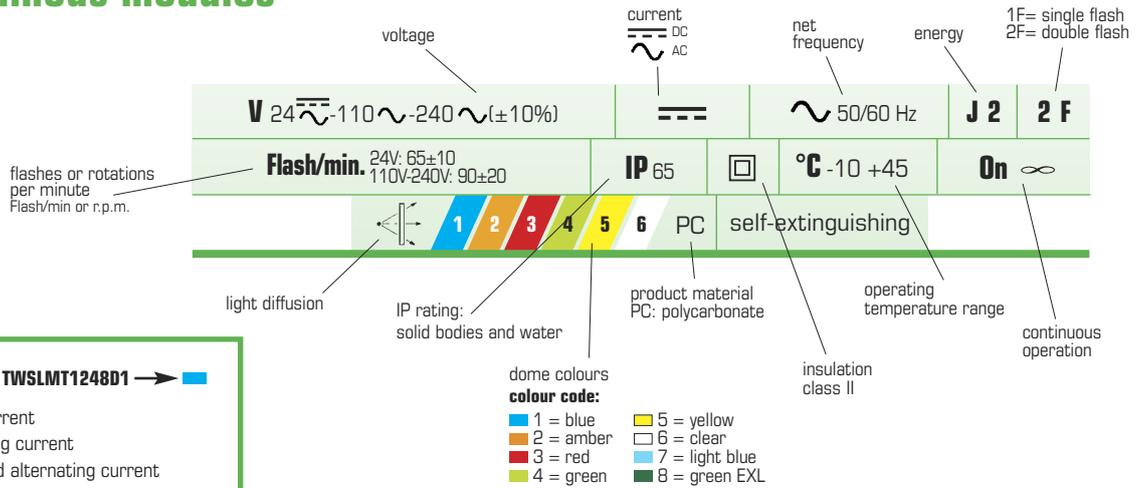 current
DC
AC
voltage
net
frequency
energy
1F= single flash
2F= double flash
V 24 -110 -240 (±10%)
50/60 Hz
J 2
2 F
flashes or rotations
per minute
Flash/min or r.p.m.
Flash/min. 24V: 65±10
110V-240V: 90±20
IP 65
°C -10 +45
On ∞
1 2 3 4 5 6 PC
self-extinguishing
light diffusion
IP rating:
solid bodies and water
product material
PC: polycarbonate
operating
temperature range
continuous
operation
insulation
class II
dome colours
colour code:
1 = blue
2 = amber
3 = red
4 = green
5 = yellow
6 = clear
7 = light blue
8 = green EXL
TWSLMT1248D1
d alternating current